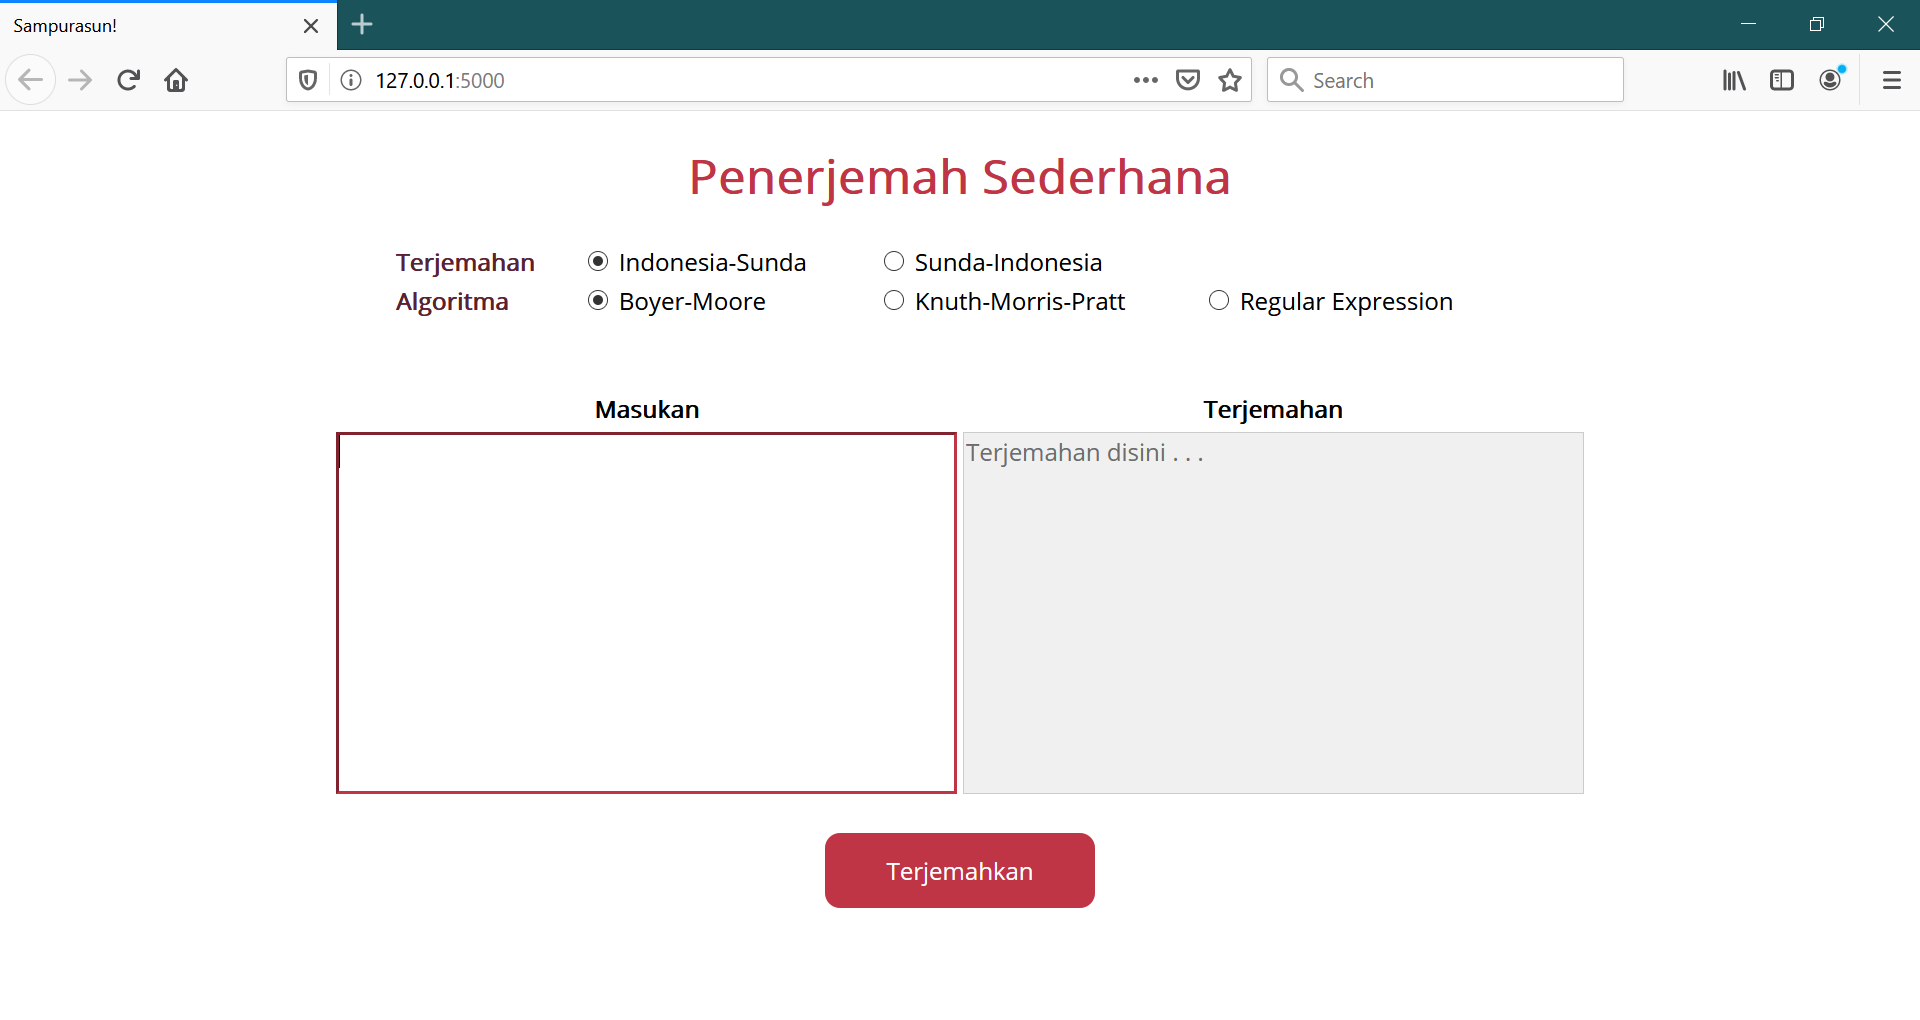 Sampurasun!
127.0.0.1:5000
Search
Penerjemah Sederhana
Terjemahan Indonesia-Sunda Sunda-Indonesia
Algoritma Boyer-Moore Knuth-Morris-Pratt Regular Expression
Masukan Terjemahan
Terjemahan disini . . .
Terjemahkan